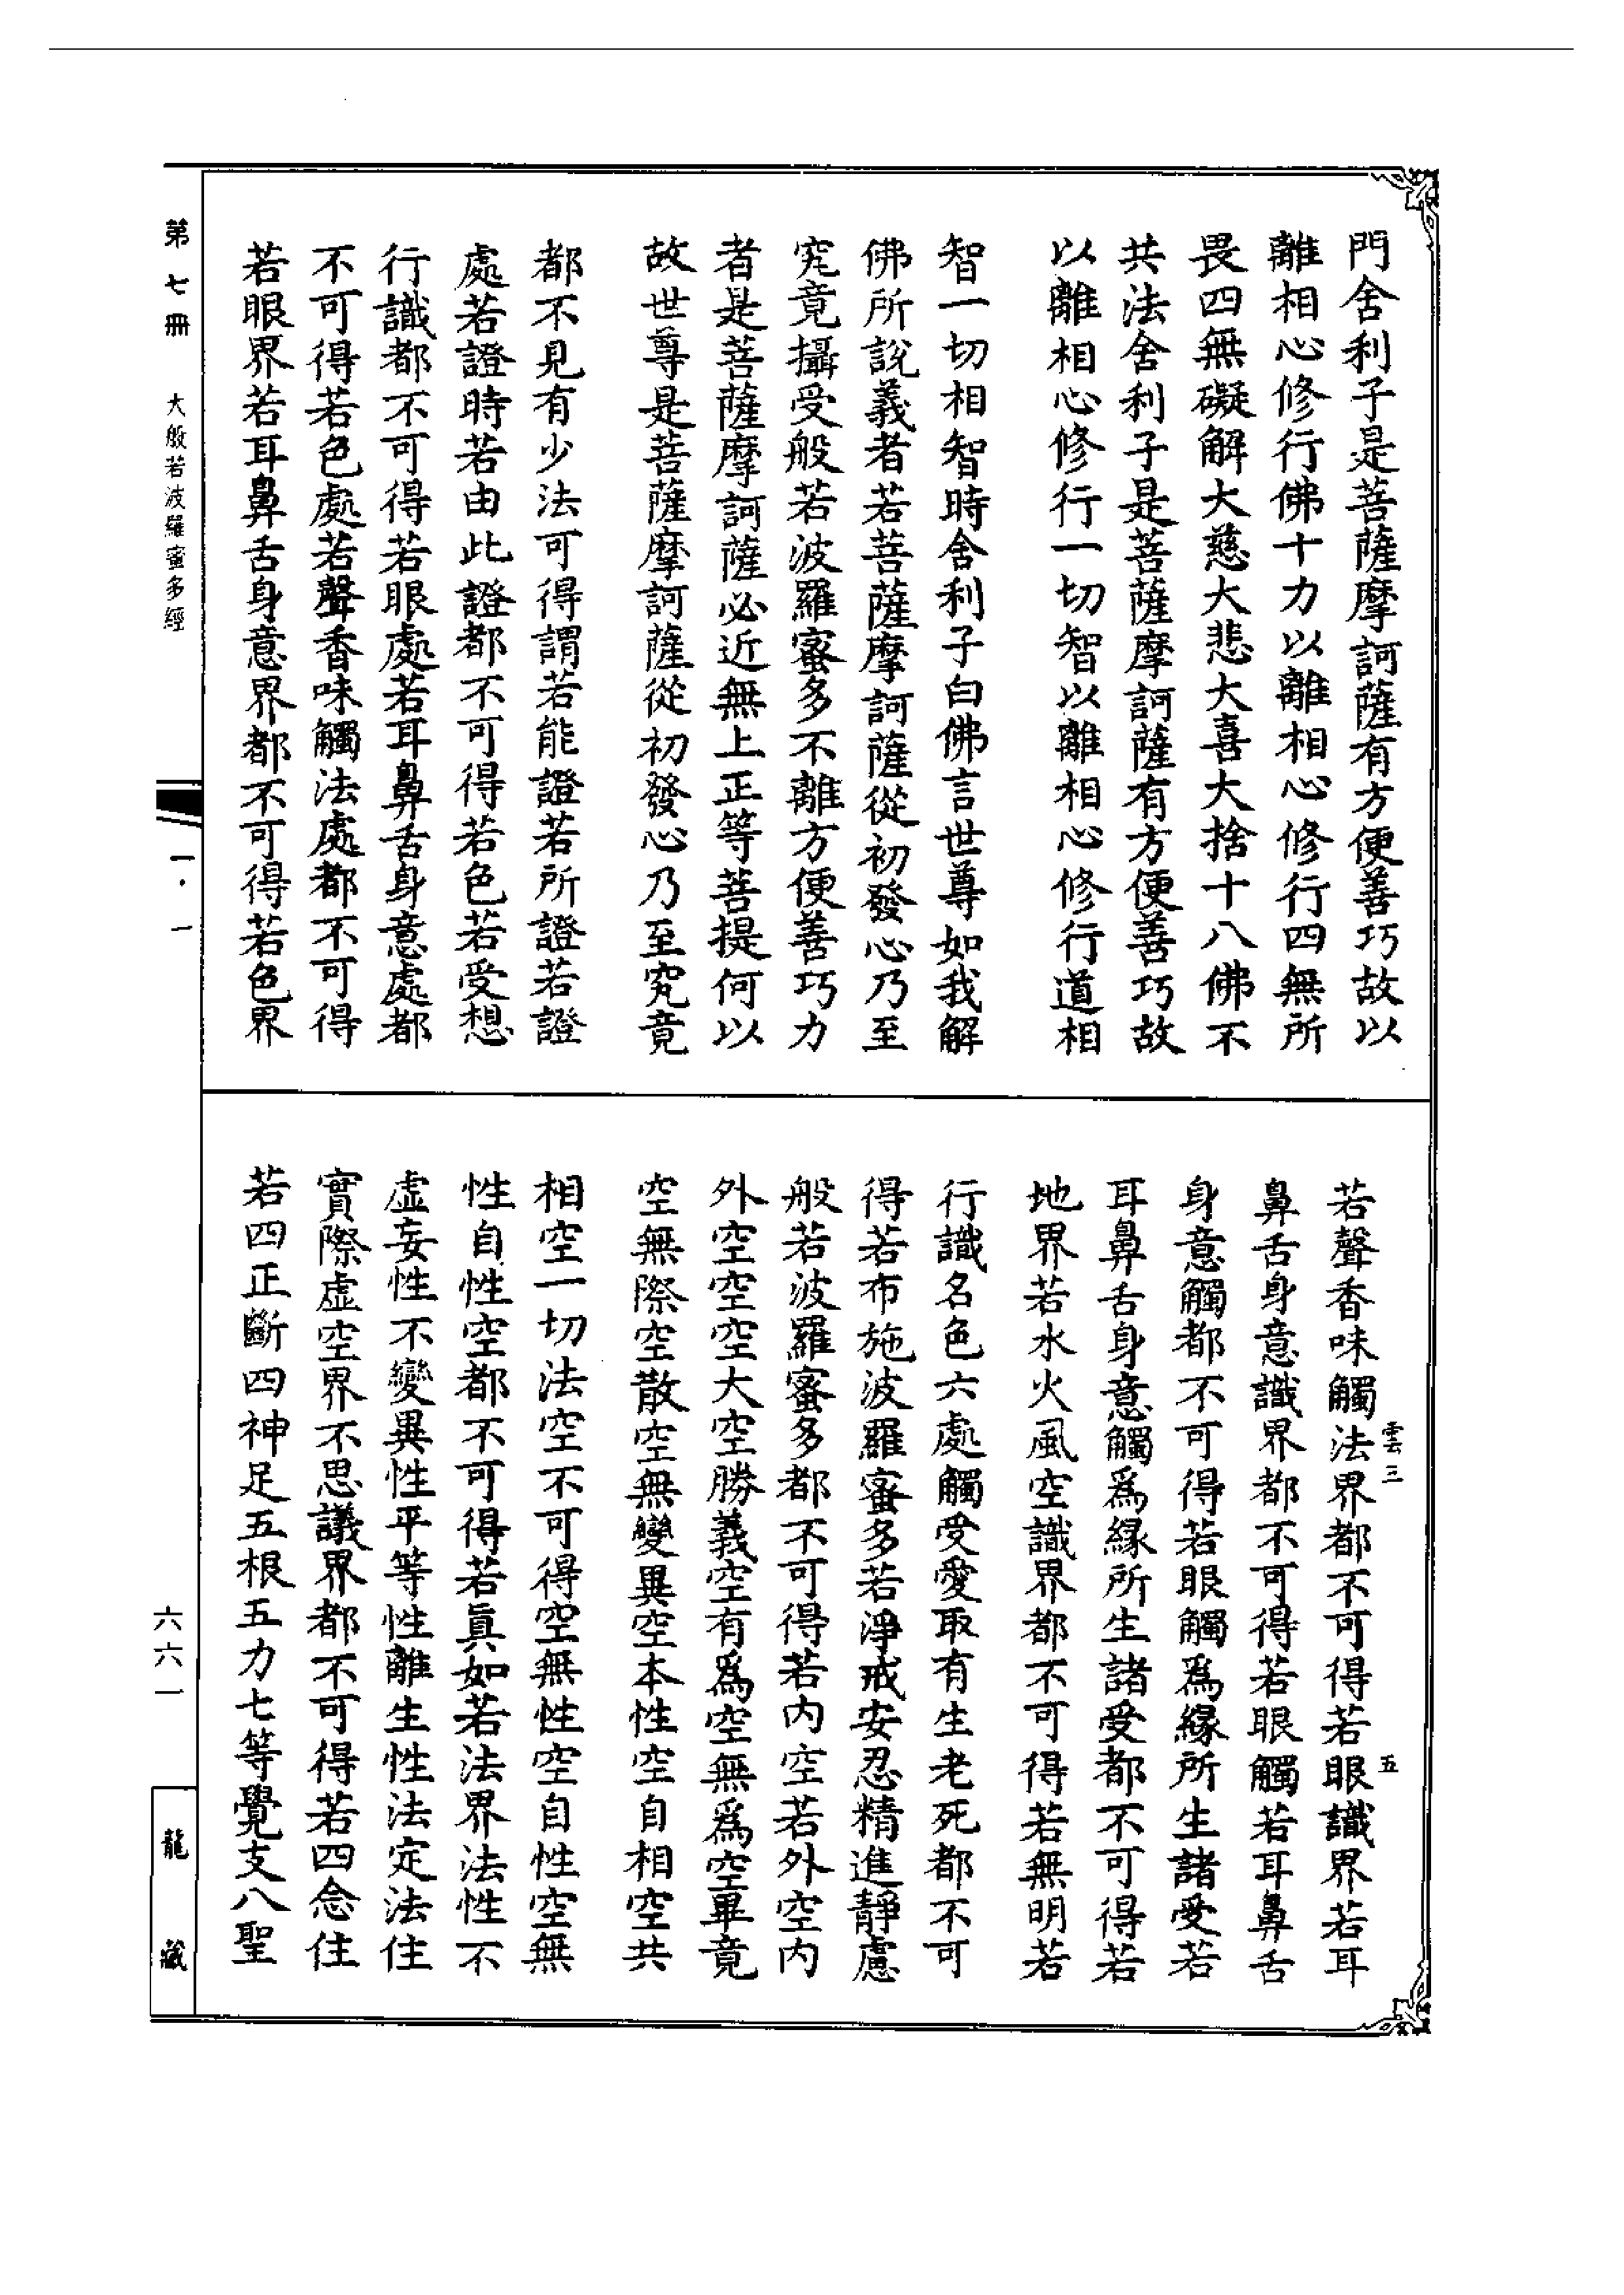 門舍利子是菩薩摩訶薩有方便善巧故以
離相心修行佛十力以離相心修行四無所
畏四無礙解大慈大悲大喜大捨十八佛不
共法舍利子是菩薩摩訶薩有方便善巧故
以離相心修行一切智以離相心修行道相
智一切相智時舍利子白佛言世尊如我解
佛所說義者若菩薩摩訶薩從初發心乃至
究竟攝受般若波羅蜜多不離方便善巧力
者是菩薩摩訶薩必近無上正等菩提何以
故世尊是菩薩摩訶薩從初發心乃至究竟
都不見有少法可得謂若能證若所證若證
處若證時若由此證都不可得若色若受想
行識都不可得若眼處若耳鼻舌身意處都
不可得若色處若聲香味觸法處都不可得
若眼界若耳鼻舌身意界都不可得若色界
若聲香味觸法界都不可得若眼識界若耳
鼻舌身意識界都不可得若眼觸若耳鼻舌
身意觸都不可得若眼觸爲緣所生諸受若
耳鼻舌身意觸爲緣所生諸受都不可得若
地界若水火風空識界都不可得若無明若
行識名色六處觸受愛取有生老死都不可
得若布施波羅蜜多若淨戒安忍精進靜慮
般若波羅蜜多都不可得若内空若外空内
外空空空大空勝義空有爲空無爲空畢竟
空無際空散空無變異空本性空自相空共
相空一切法空不可得空無性空自性空無
性自性空都不可得若眞如若法界法性不
虛妄性不變異性平等性離生性法定法住
實際虛空界不思議界都不可得若四念住
若四正斷四神足五根五力七等覺支八聖
雲三
五
第七冊
大般若波羅蜜多經
一·一
六六一
龍藏